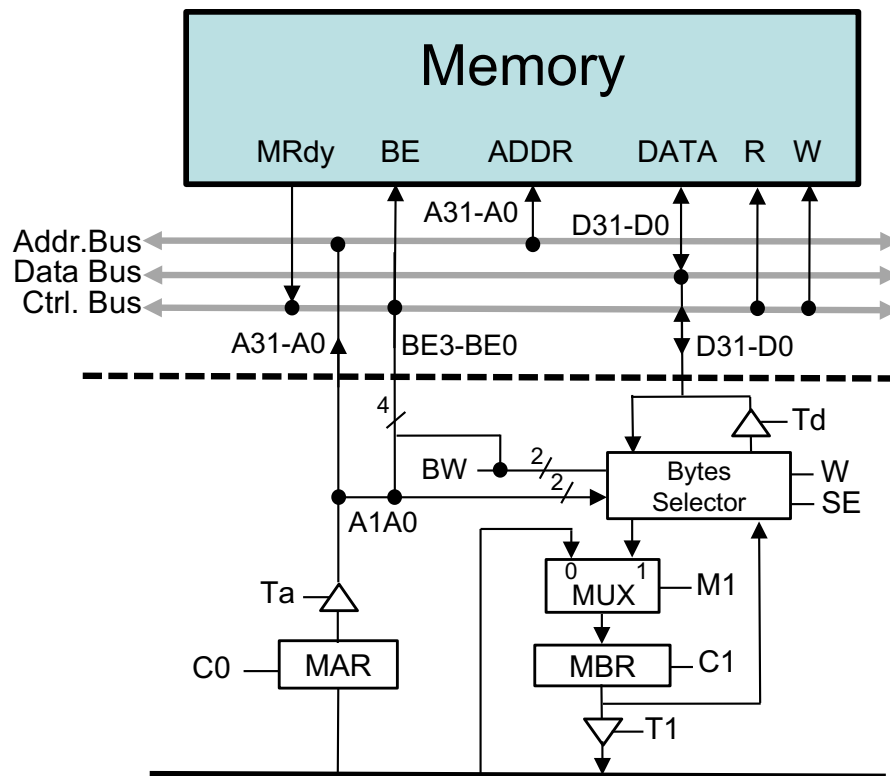 Memory
MRdy BE ADDR DATA R W
A31-A0 D31-D0
Addr.Bus
Data Bus
Ctrl. Bus
A31-A0 BE3-BE0 D31-D0
4
Td
BW 2 Bytes Selector W
2
SE
A1A0
0 1
MUX M1
Ta
C0 MAR MBR C1
T1